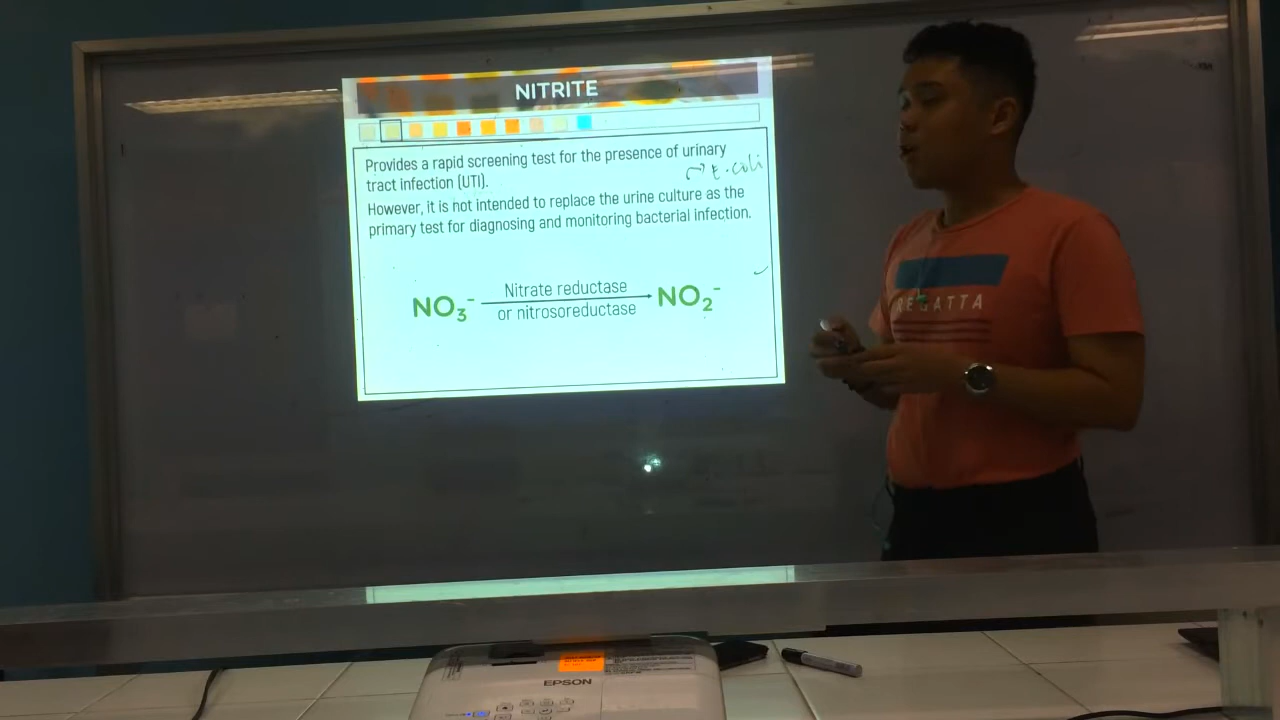 NITRITE
Provides a rapid screening test for the presence of urinary
tract infection (UTI).
E. coli
However, it is not intended to replace the urine culture as the
primary test for diagnosing and monitoring bacterial infection.
NO₃⁻ Nitrate reductase NO₂⁻
or nitrosoreductase
REGATTA
EPSON